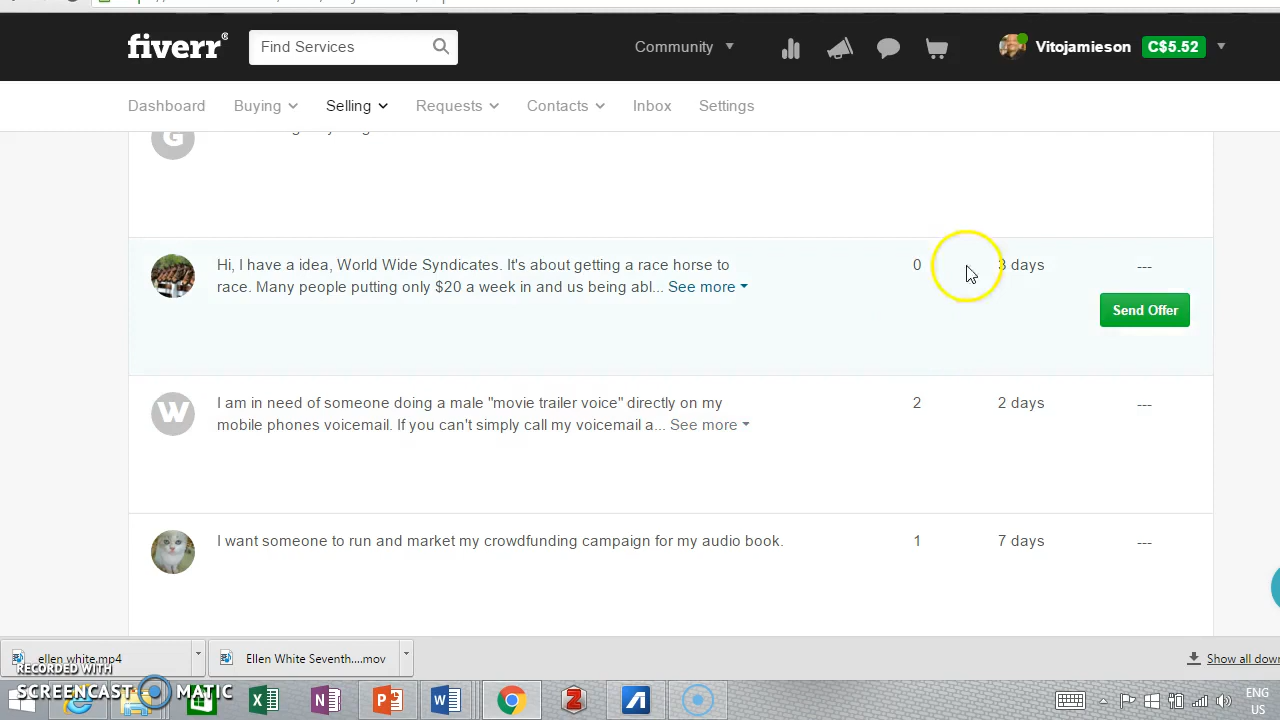 fiverr®
Find Services
Community
Vitojamieson
C$5.52
Dashboard
Buying
Selling
Requests
Contacts
Inbox
Settings
G
Hi, I have a idea, World Wide Syndicates. It's about getting a race horse to
race. Many people putting only $20 a week in and us being abl... See more
0
3 days
---
Send Offer
W
I am in need of someone doing a male "movie trailer voice" directly on my
mobile phones voicemail. If you can't simply call my voicemail a... See more
2
2 days
---
I want someone to run and market my crowdfunding campaign for my audio book.
1
7 days
---
ellen white.mp4
Ellen White Seventh....mov
Show all down
RECORDED WITH
SCREENCAST MATIC
ENG
US